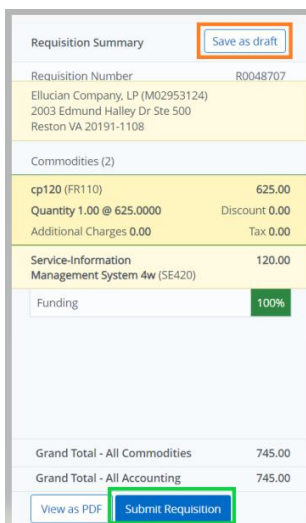 Requisition Summary
Save as draft
Requisition Number R0048707
Ellucian Company, LP (M02953124)
2003 Edmund Halley Dr Ste 500
Reston VA 20191-1108
Commodities (2)
cp120 (FR110) 625.00
Quantity 1.00 @ 625.0000 Discount 0.00
Additional Charges 0.00 Tax 0.00
Service-Information 120.00
Management System 4w (SE420)
Funding 100%
Grand Total - All Commodities 745.00
Grand Total - All Accounting 745.00
View as PDF Submit Requisition